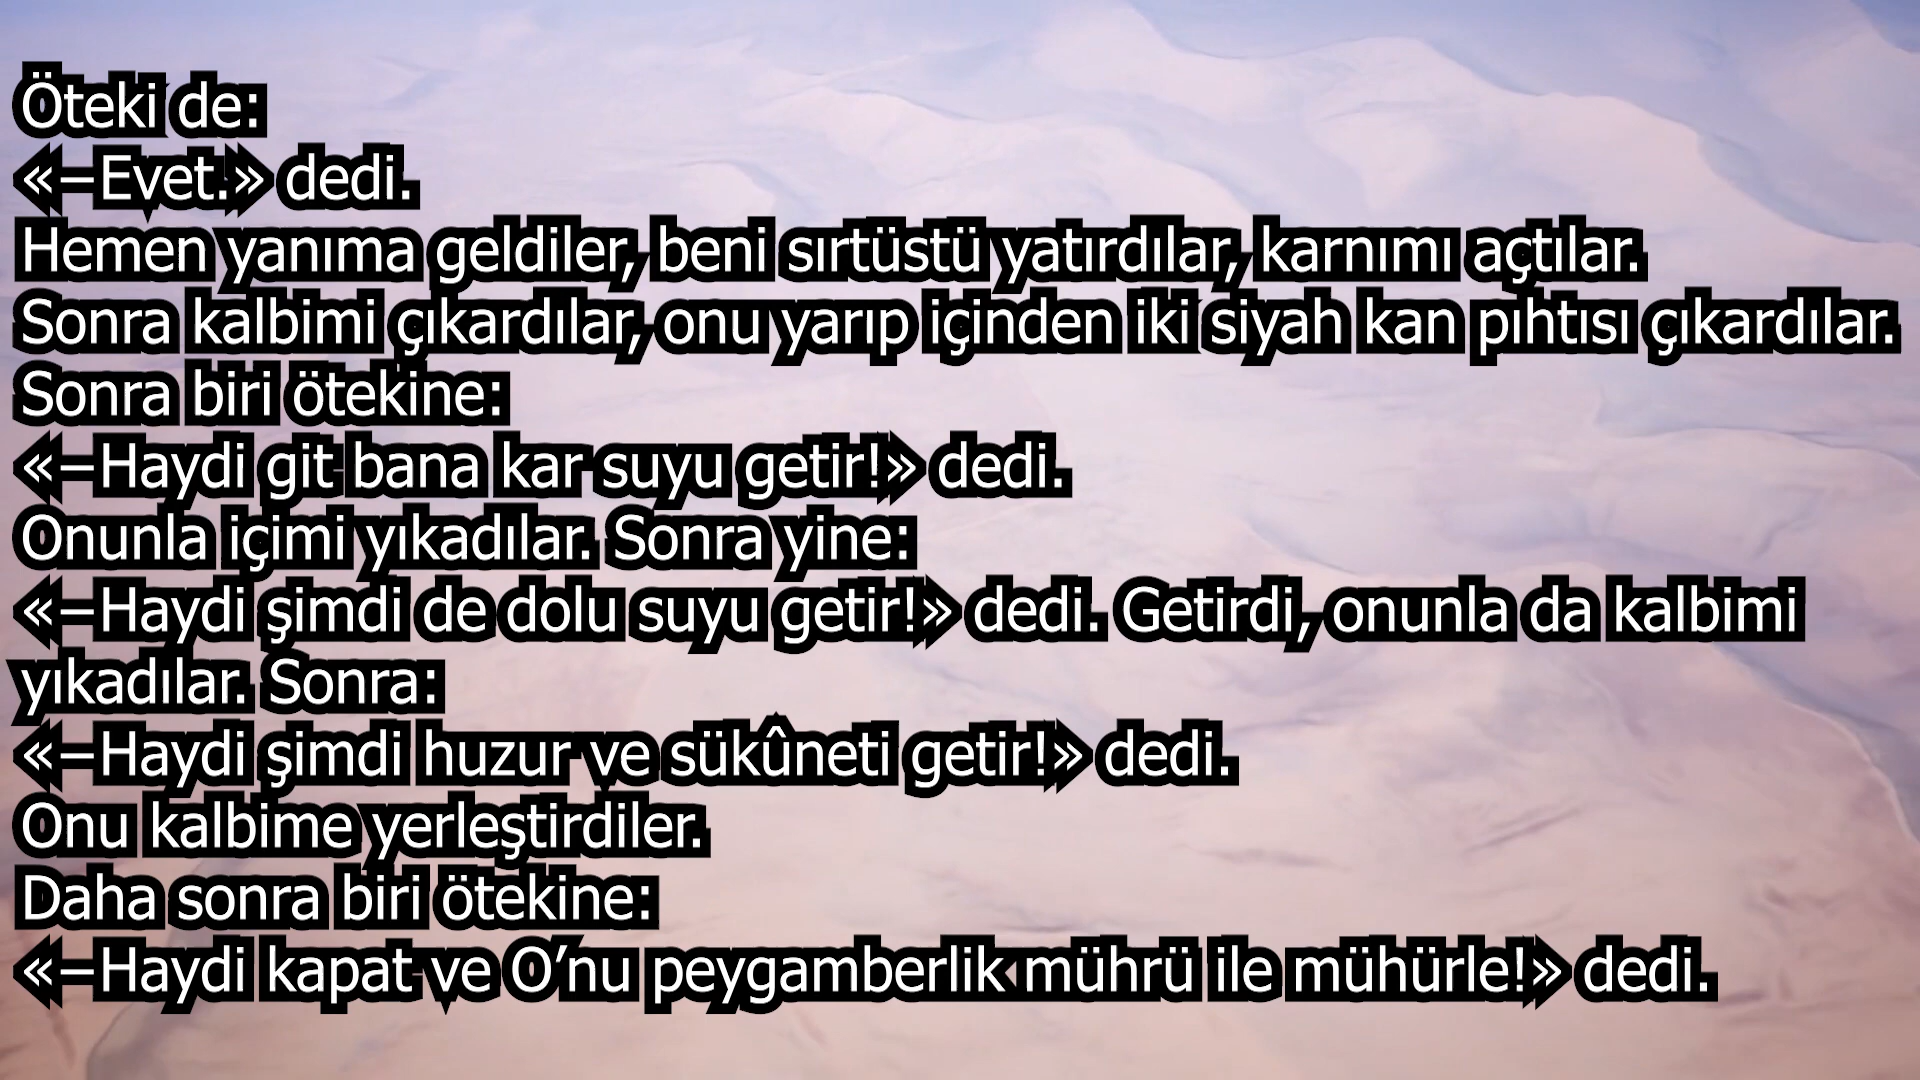 Öteki de:
«–Evet.» dedi.
Hemen yanıma geldiler, beni sırtüstü yatırdılar, karnımı açtılar.
Sonra kalbimi çıkardılar, onu yarıp içinden iki siyah kan pıhtısı çıkardılar.
Sonra biri ötekine:
«–Haydi git bana kar suyu getir!» dedi.
Onunla içimi yıkadılar. Sonra yine:
«–Haydi şimdi de dolu suyu getir!» dedi. Getirdi, onunla da kalbimi
yıkadılar. Sonra:
«–Haydi şimdi huzur ve sükûneti getir!» dedi.
Onu kalbime yerleştirdiler.
Daha sonra biri ötekine:
«–Haydi kapat ve O’nu peygamberlik mührü ile mühürle!» dedi.